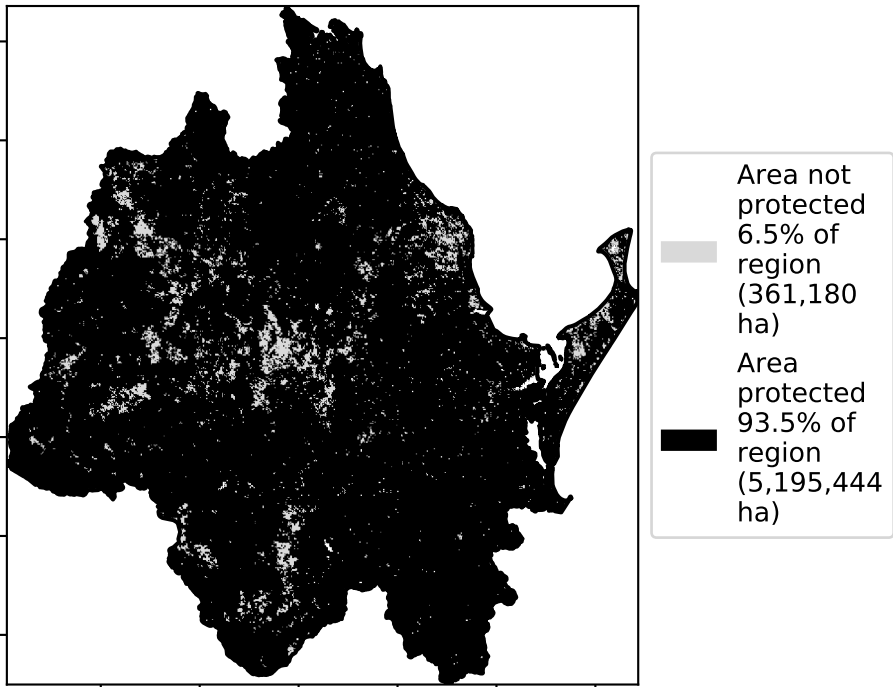 Area not
protected
6.5% of
region
(361,180
ha)
Area
protected
93.5% of
region
(5,195,444
ha)